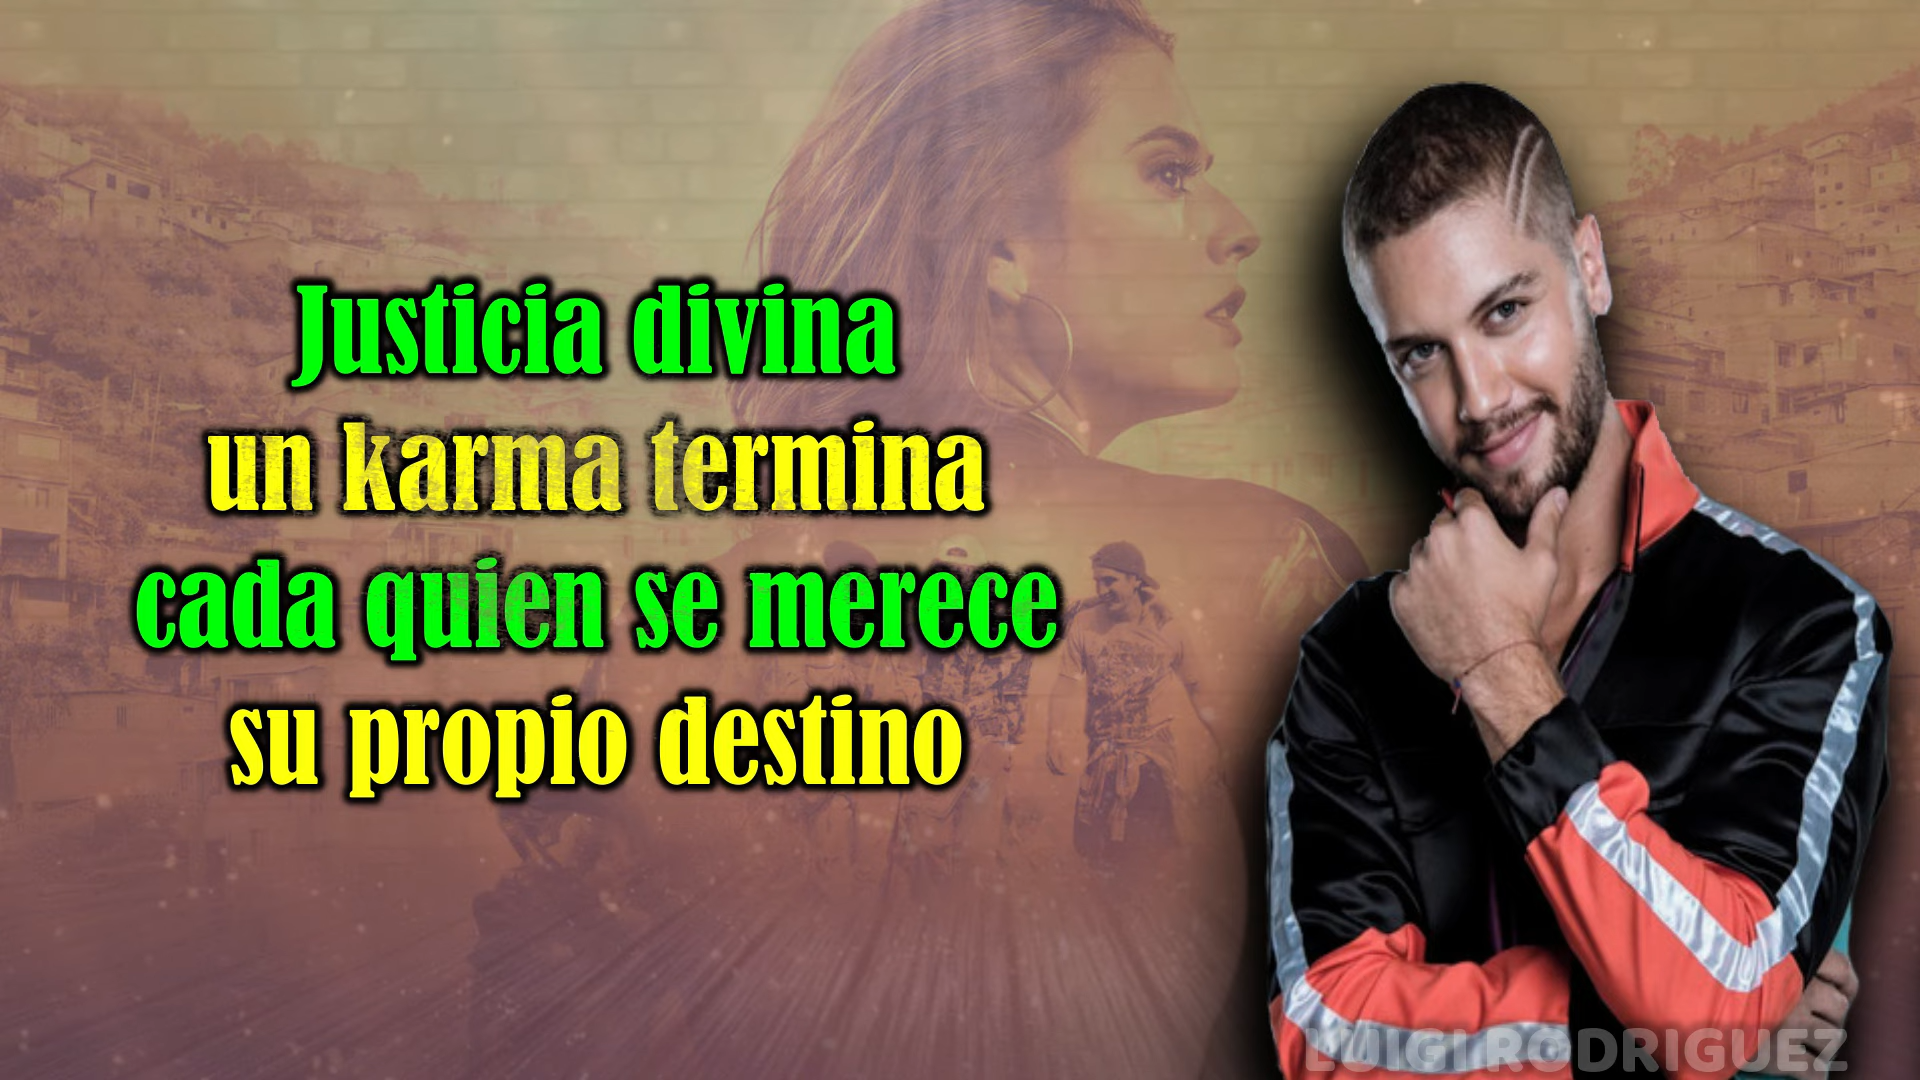 Justicia divina
un karma termina
cada quien se merece
su propio destino
LUIGI RODRIGUEZ